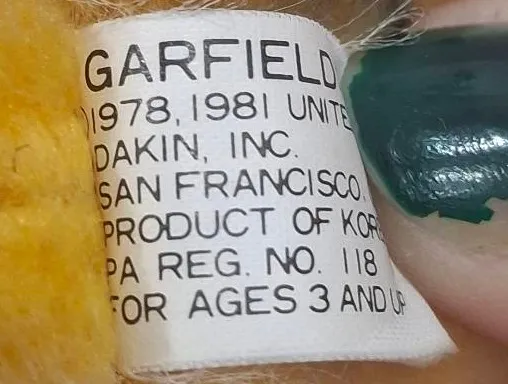 GARFIELD
)1978, 1981 UNITE
DAKIN, INC.
SAN FRANCISCO,
PRODUCT OF KOR
PA REG. NO. 118
FOR AGES 3 AND UP